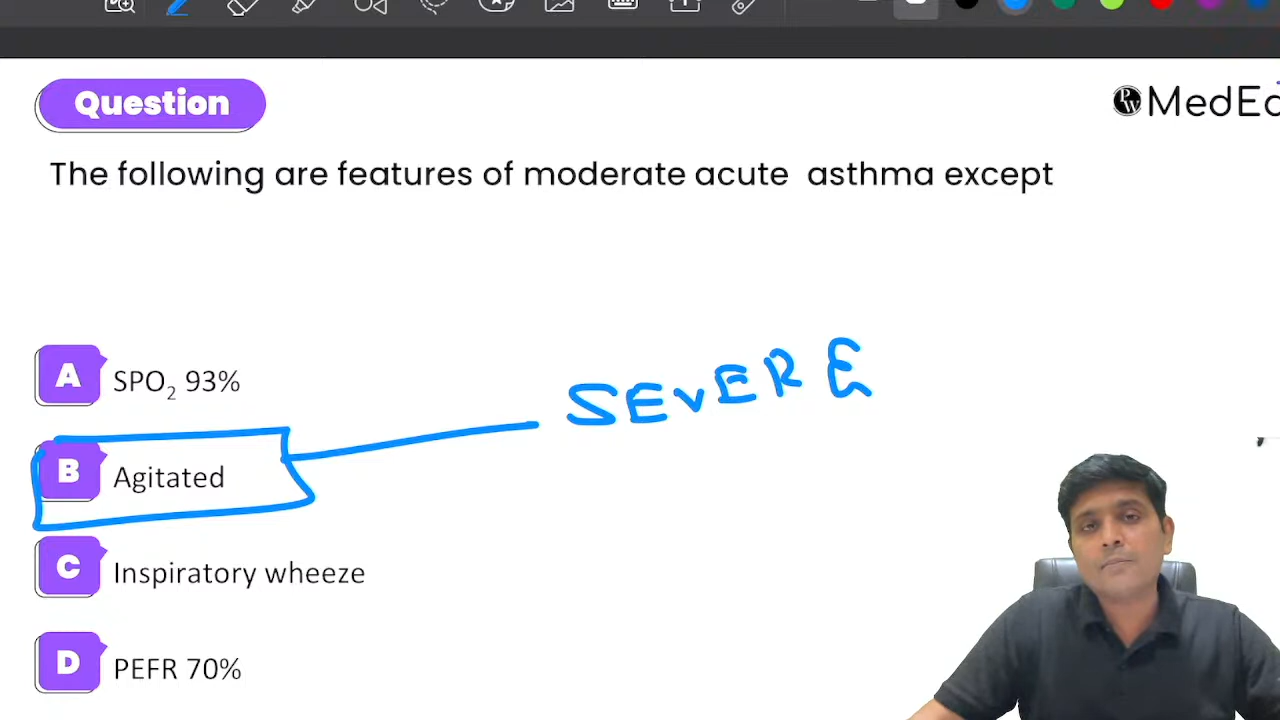 Question
PW MedEd
The following are features of moderate acute asthma except
A SPO₂ 93%
SEVERE
B Agitated
C Inspiratory wheeze
D PEFR 70%